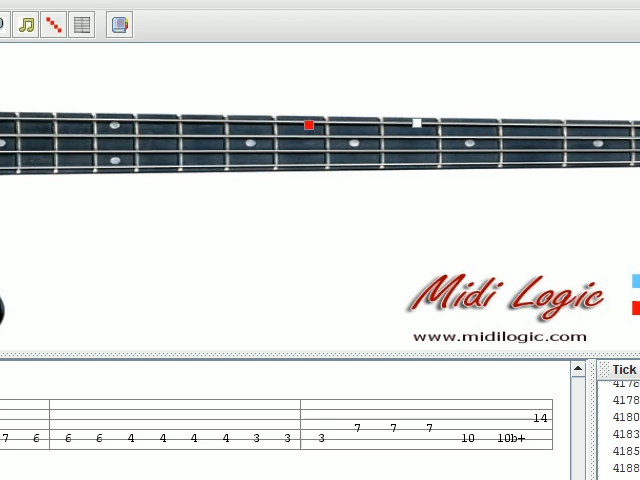 Midi Logic
www.midilogic.com
Tick
4178
4178
4180
14
7 7 7
4183
7 6 6 6 4 4 4 4 3 3 3 10 10b+
4185
4188